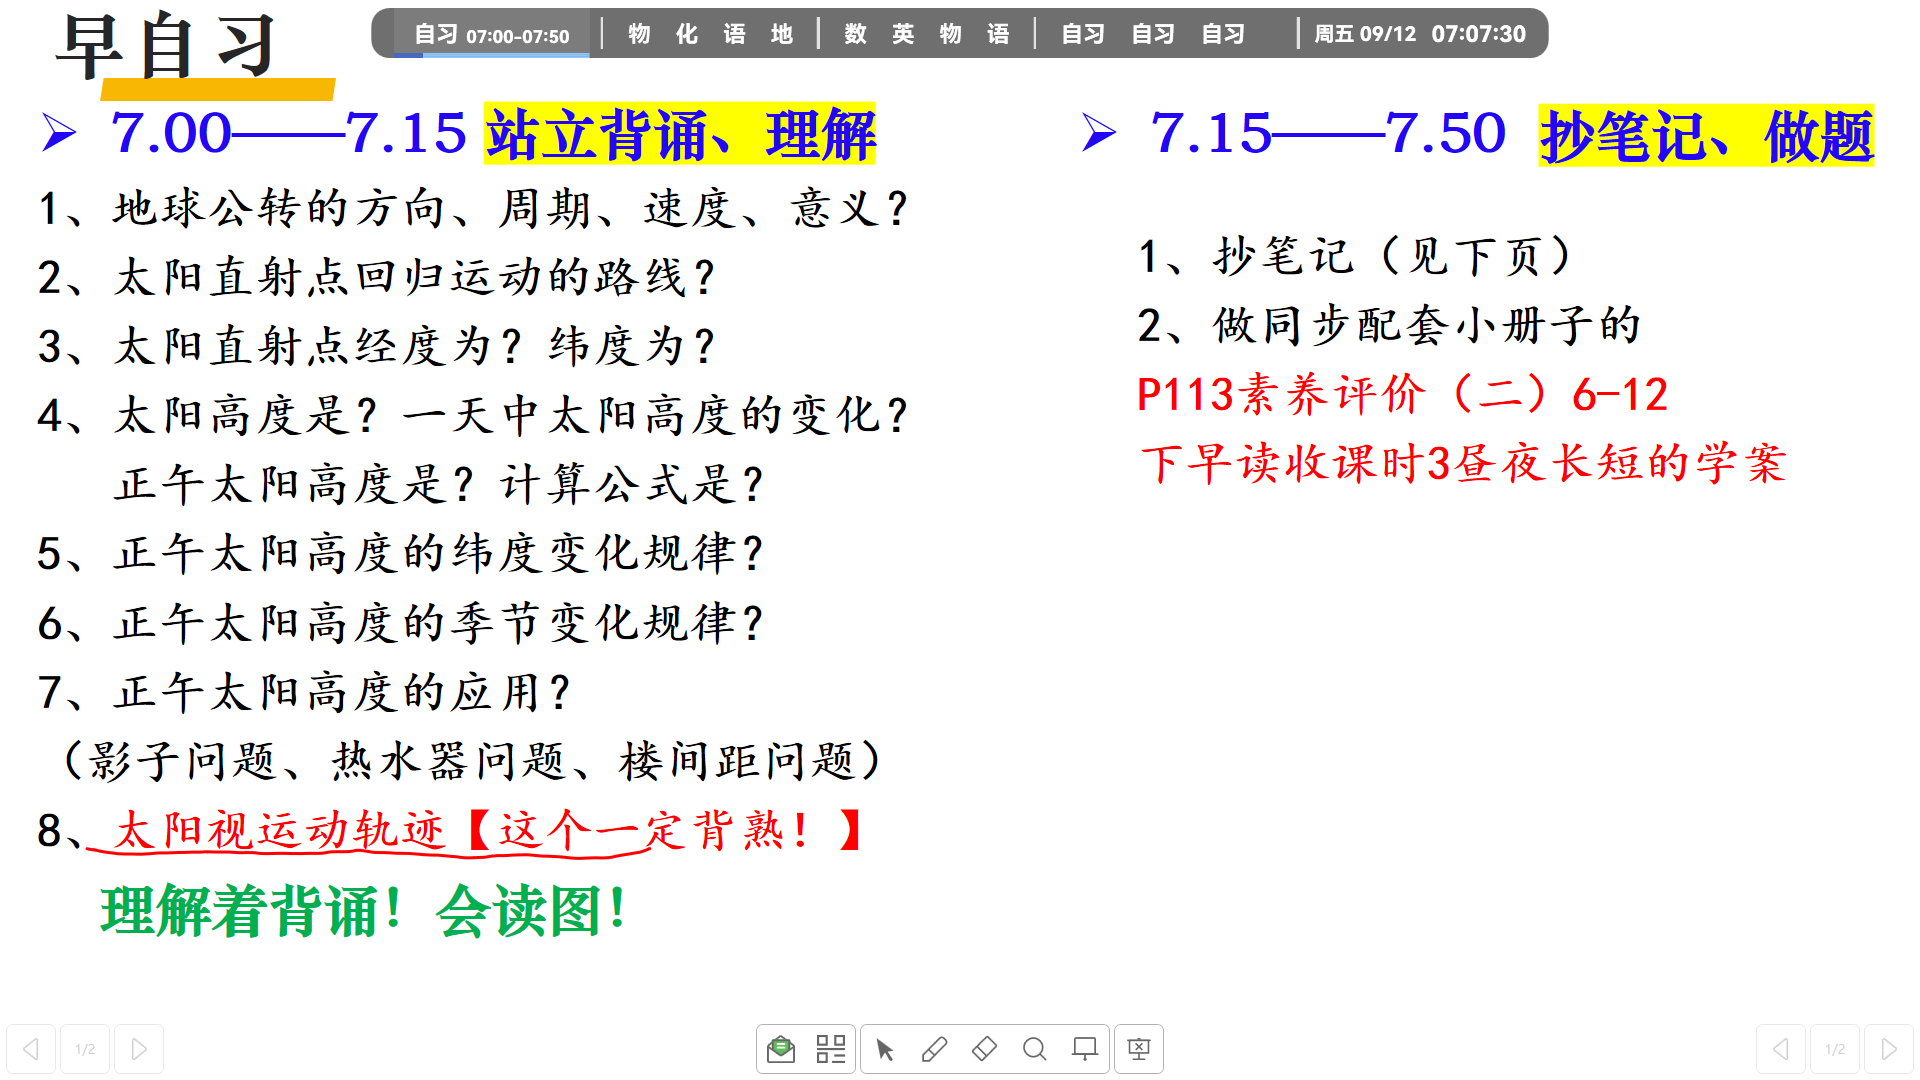 早自习
自习 07:00-07:50 物 化 语 地 数 英 物 语 自习 自习 自习 周五 09/12 07:07:30
7.00——7.15 站立背诵、理解
1、地球公转的方向、周期、速度、意义？
2、太阳直射点回归运动的路线？
3、太阳直射点经度为？纬度为？
4、太阳高度是？一天中太阳高度的变化？
正午太阳高度是？计算公式是？
5、正午太阳高度的纬度变化规律？
6、正午太阳高度的季节变化规律？
7、正午太阳高度的应用？
（影子问题、热水器问题、楼间距问题）
8、太阳视运动轨迹【这个一定背熟！】
理解着背诵！会读图！
7.15——7.50 抄笔记、做题
1、抄笔记（见下页）
2、做同步配套小册子的
P113素养评价（二）6-12
下早读收课时3昼夜长短的学案
1/2
1/2